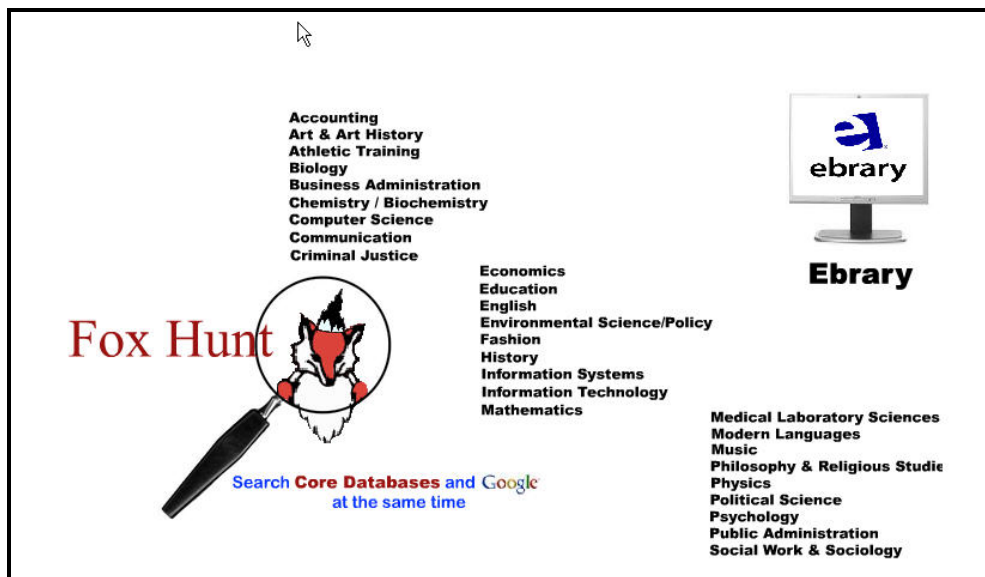 Accounting
Art & Art History
Athletic Training
Biology
Business Administration
Chemistry / Biochemistry
Computer Science
Communication
Criminal Justice
ebrary
Ebrary
Economics
Education
English
Environmental Science/Policy
Fashion
History
Information Systems
Information Technology
Mathematics
Fox Hunt
Search Core Databases and Google
at the same time
Medical Laboratory Sciences
Modern Languages
Music
Philosophy & Religious Studie
Physics
Political Science
Psychology
Public Administration
Social Work & Sociology